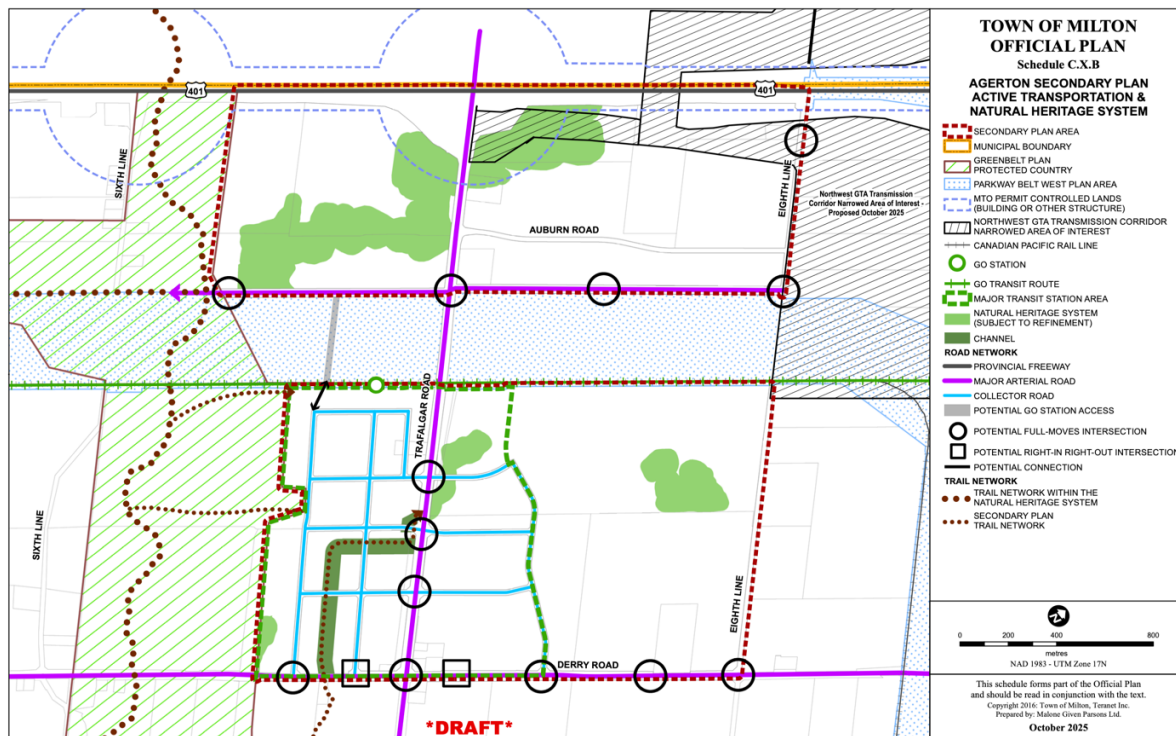 401
401
SIXTH LINE
EIGHTH LINE
Northwest GTA Transmission
Corridor Narrowed Area of Interest -
Proposed October 2025
AUBURN ROAD
TRAFALGAR ROAD
SIXTH LINE
EIGHTH LINE
DERRY ROAD
*DRAFT*
TOWN OF MILTON
OFFICIAL PLAN
Schedule C.X.B
AGERTON SECONDARY PLAN
ACTIVE TRANSPORTATION &
NATURAL HERITAGE SYSTEM
SECONDARY PLAN AREA
MUNICIPAL BOUNDARY
GREENBELT PLAN
PROTECTED COUNTRY
PARKWAY BELT WEST PLAN AREA
MTO PERMIT CONTROLLED LANDS
(BUILDING OR OTHER STRUCTURE)
NORTHWEST GTA TRANSMISSION CORRIDOR
NARROWED AREA OF INTEREST
CANADIAN PACIFIC RAIL LINE
GO STATION
GO TRANSIT ROUTE
MAJOR TRANSIT STATION AREA
NATURAL HERITAGE SYSTEM
(SUBJECT TO REFINEMENT)
CHANNEL
ROAD NETWORK
PROVINCIAL FREEWAY
MAJOR ARTERIAL ROAD
COLLECTOR ROAD
POTENTIAL GO STATION ACCESS
POTENTIAL FULL-MOVES INTERSECTION
POTENTIAL RIGHT-IN RIGHT-OUT INTERSECTION
POTENTIAL CONNECTION
TRAIL NETWORK
TRAIL NETWORK WITHIN THE
NATURAL HERITAGE SYSTEM
SECONDARY PLAN
TRAIL NETWORK
N
0 200 400 800
metres
NAD 1983 - UTM Zone 17N
This schedule forms part of the Official Plan
and should be read in conjunction with the text.
Copyright 2016: Town of Milton, Teranet Inc.
Prepared by: Malone Given Parsons Ltd.
October 2025